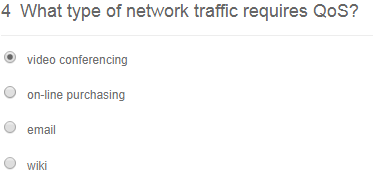 4 What type of network traffic requires QoS?
video conferencing
on-line purchasing
email
wiki